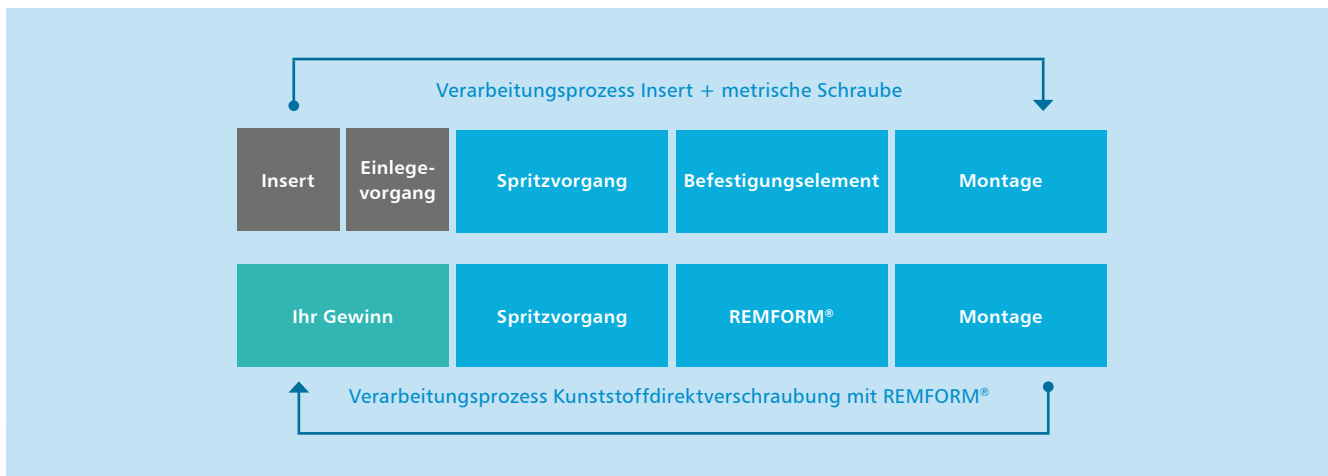 Verarbeitungsprozess Insert + metrische Schraube
Insert
Einlege-
vorgang
Spritzvorgang
Befestigungselement
Montage
Ihr Gewinn
Spritzvorgang
REMFORM®
Montage
Verarbeitungsprozess Kunststoffdirektverschraubung mit REMFORM®